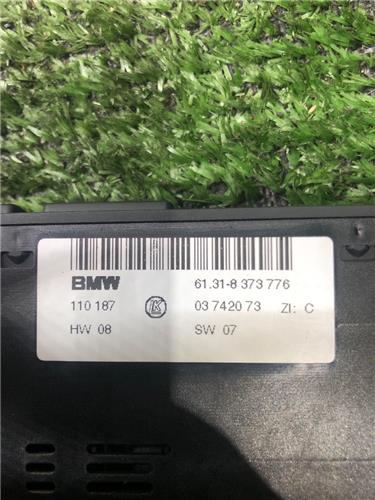 BMW 61.31-8 373 776
110 187 03 7420 73 ZI: C
HW 08 SW 07